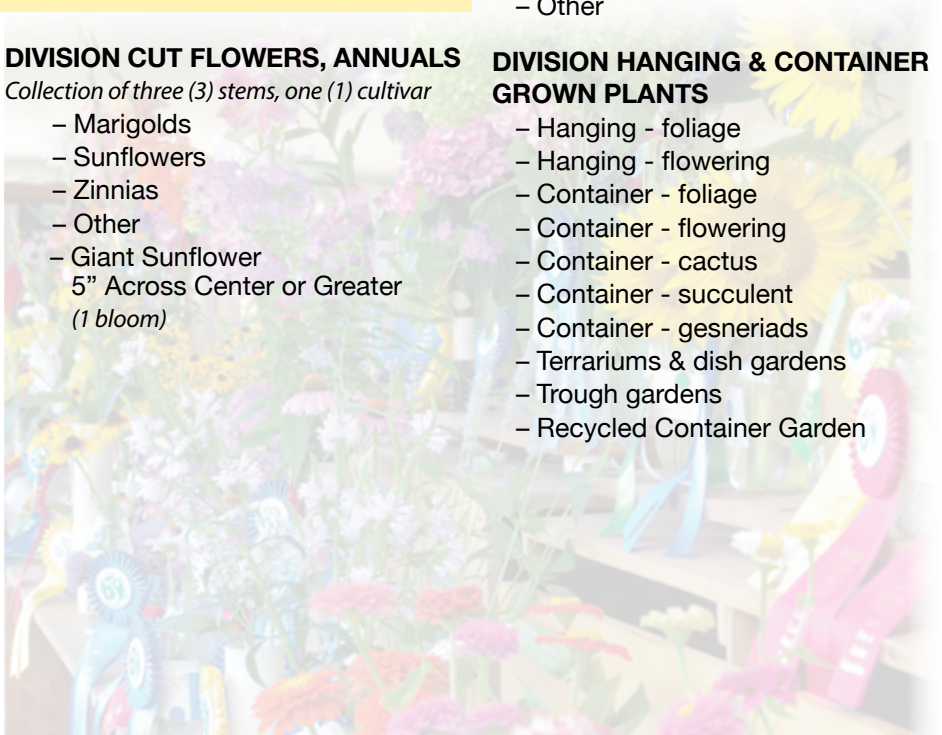 DIVISION CUT FLOWERS, ANNUALS
Collection of three (3) stems, one (1) cultivar
– Marigolds
– Sunflowers
– Zinnias
– Other
– Giant Sunflower
5” Across Center or Greater
(1 bloom)
– Other
DIVISION HANGING & CONTAINER
GROWN PLANTS
– Hanging - foliage
– Hanging - flowering
– Container - foliage
– Container - flowering
– Container - cactus
– Container - succulent
– Container - gesneriads
– Terrariums & dish gardens
– Trough gardens
– Recycled Container Garden